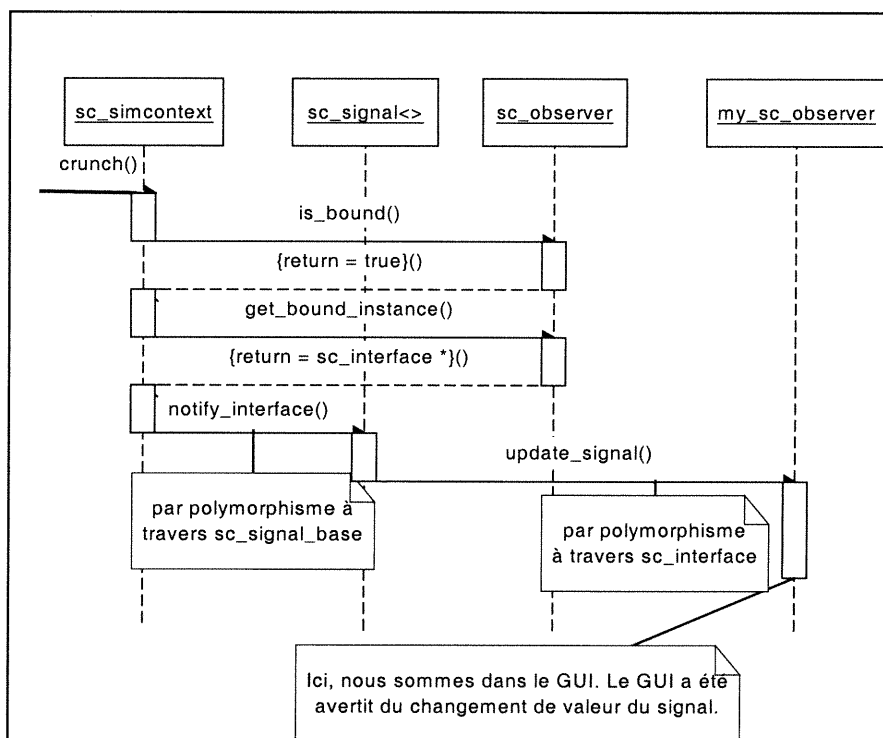 sc_simcontext
sc_signal<>
sc_observer
my_sc_observer
crunch()
is_bound()
{return = true}()
get_bound_instance()
{return = sc_interface *}()
notify_interface()
update_signal()
par polymorphisme à
travers sc_signal_base
par polymorphisme
à travers sc_interface
Ici, nous sommes dans le GUI. Le GUI a été
avertit du changement de valeur du signal.